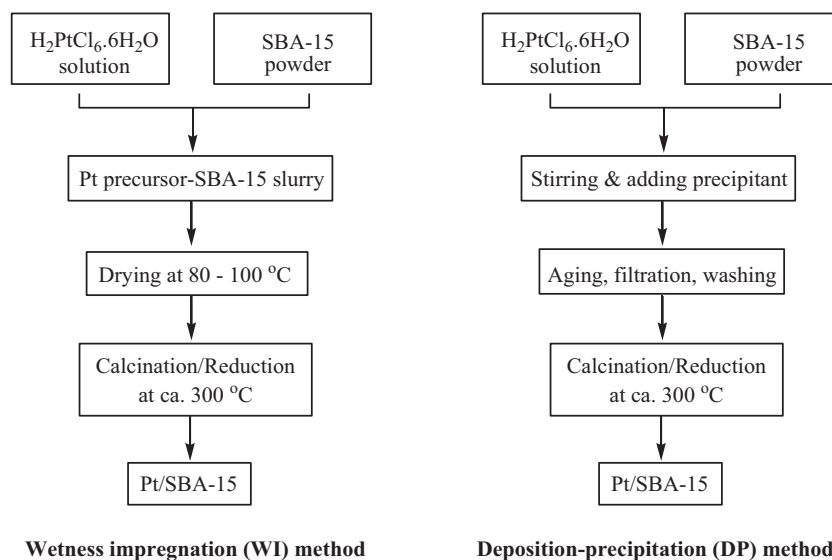 H₂PtCl₆.6H₂O
solution
SBA-15
powder
Pt precursor-SBA-15 slurry
Drying at 80 - 100 °C
Calcination/Reduction
at ca. 300 °C
Pt/SBA-15
Wetness impregnation (WI) method
H₂PtCl₆.6H₂O
solution
SBA-15
powder
Stirring & adding precipitant
Aging, filtration, washing
Calcination/Reduction
at ca. 300 °C
Pt/SBA-15
Deposition-precipitation (DP) method